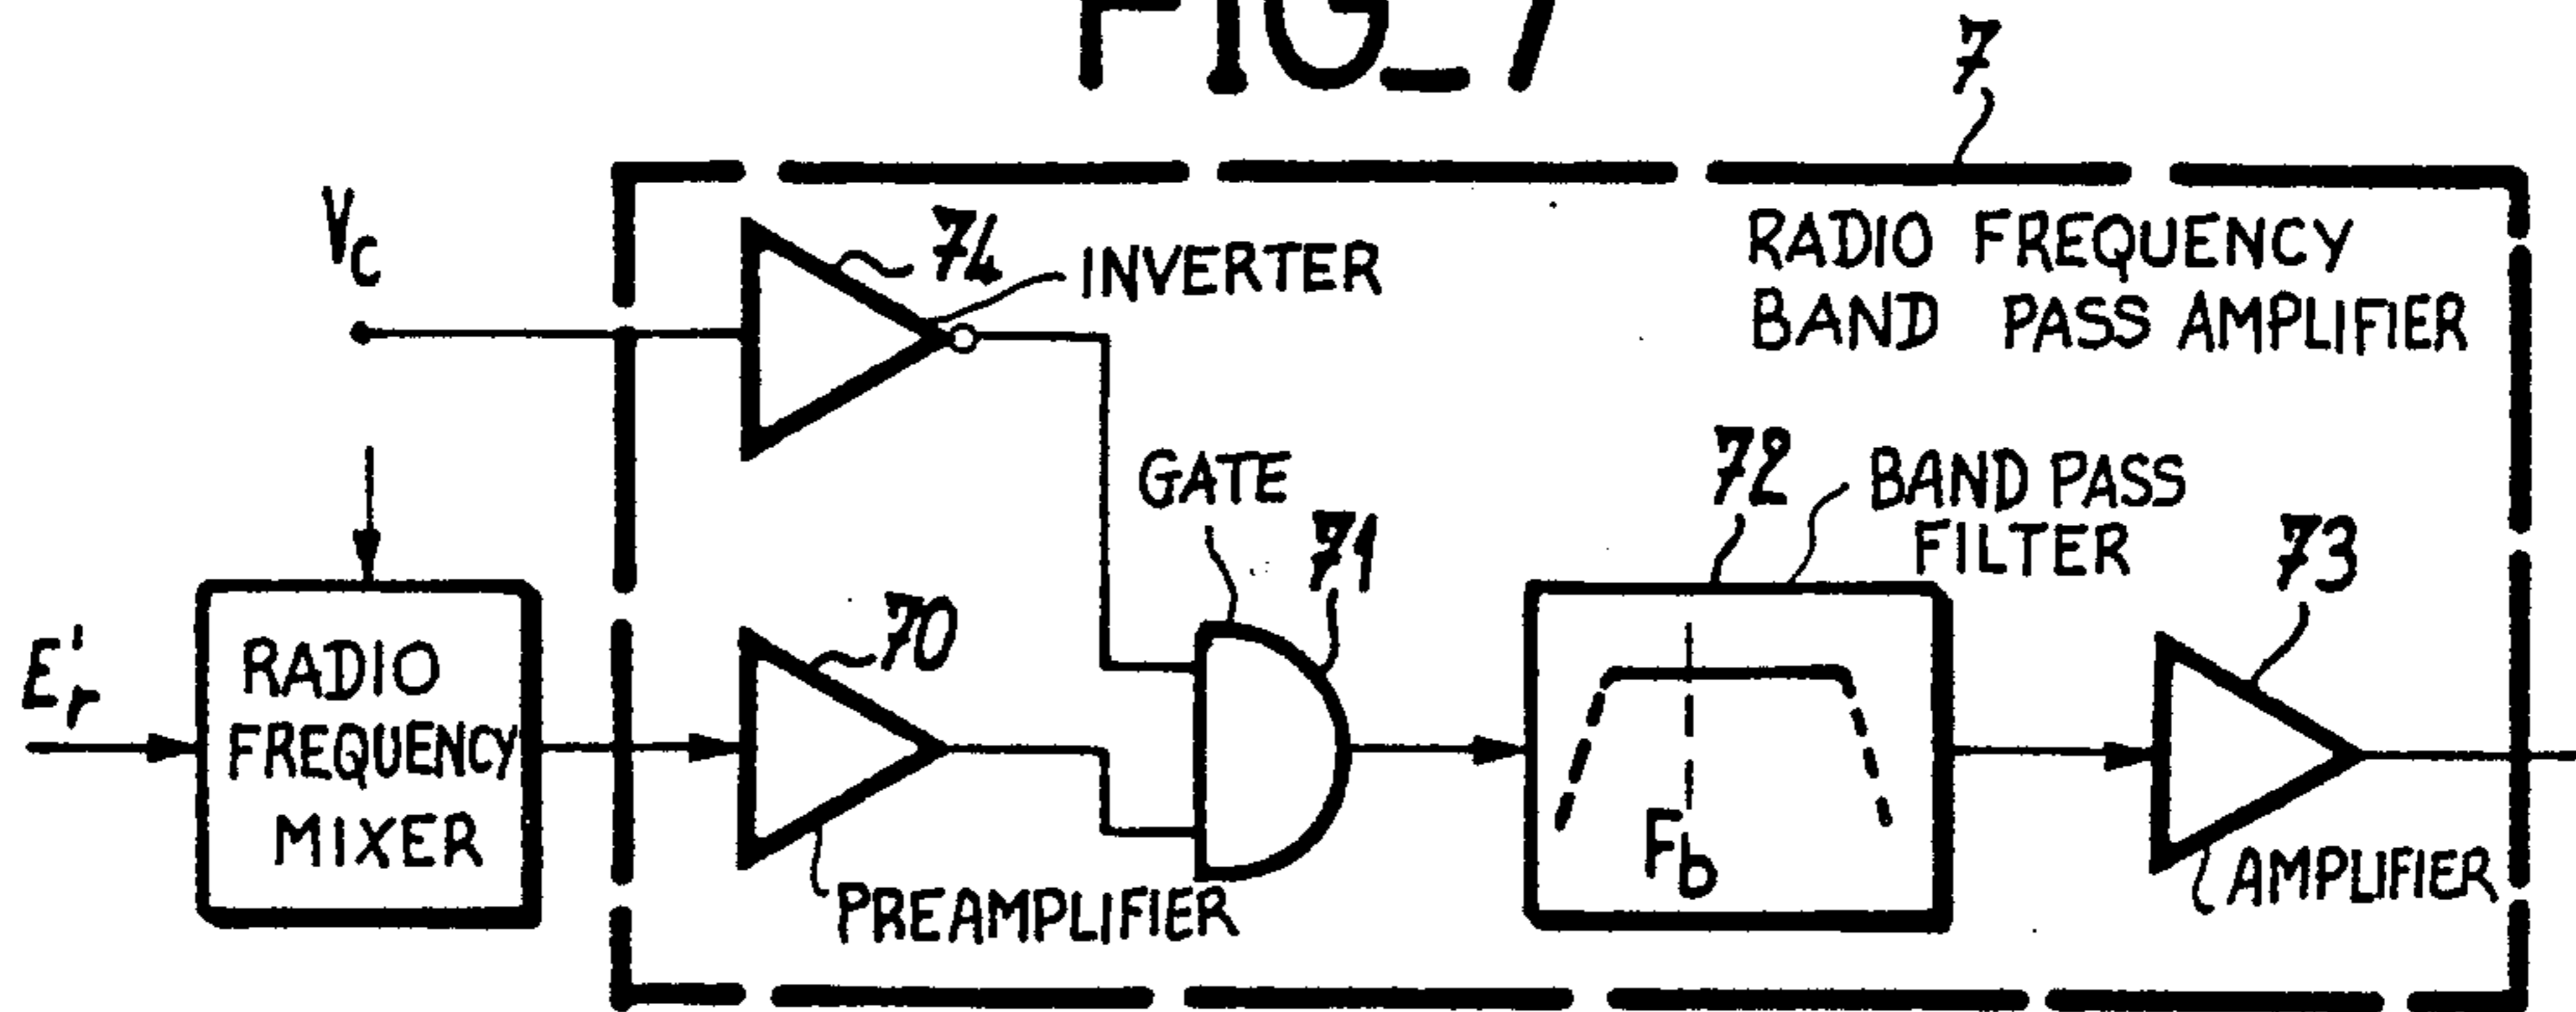 FIG_7
7
RADIO FREQUENCY
BAND PASS AMPLIFIER
Vc
74
INVERTER
GATE
71
72
BAND PASS
FILTER
73
E'r
RADIO
FREQUENCY
MIXER
70
PREAMPLIFIER
Fb
AMPLIFIER